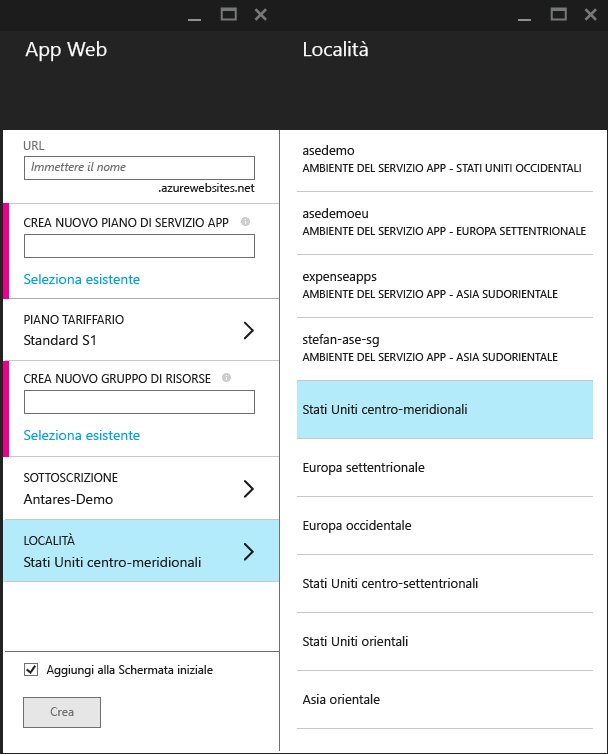 App Web
URL
Immettere il nome
.azurewebsites.net
CREA NUOVO PIANO DI SERVIZIO APP
Seleziona esistente
PIANO TARIFFARIO
Standard S1
CREA NUOVO GRUPPO DI RISORSE
Seleziona esistente
SOTTOSCRIZIONE
Antares-Demo
LOCALITÀ
Stati Uniti centro-meridionali
Aggiungi alla Schermata iniziale
Crea
Località
asedemo
AMBIENTE DEL SERVIZIO APP - STATI UNITI OCCIDENTALI
asedemoeu
AMBIENTE DEL SERVIZIO APP - EUROPA SETTENTRIONALE
expenseapps
AMBIENTE DEL SERVIZIO APP - ASIA SUDORIENTALE
stefan-ase-sg
AMBIENTE DEL SERVIZIO APP - ASIA SUDORIENTALE
Stati Uniti centro-meridionali
Europa settentrionale
Europa occidentale
Stati Uniti centro-settentrionali
Stati Uniti orientali
Asia orientale